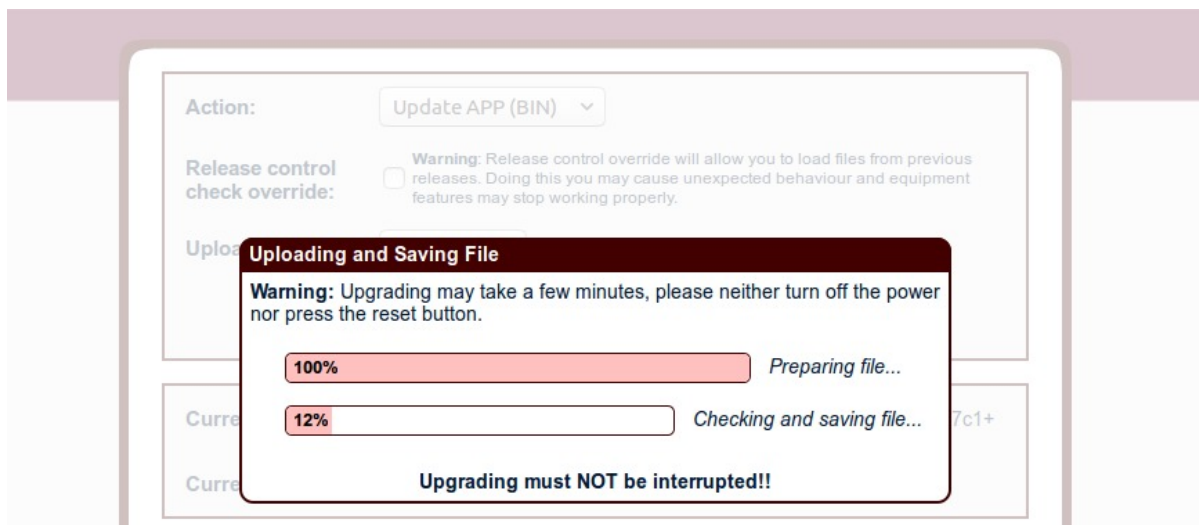 Action:
Update APP (BIN)
Release control
check override:
Warning: Release control override will allow you to load files from previous
releases. Doing this you may cause unexpected behaviour and equipment
features may stop working properly.
Uploa
Uploading and Saving File
Warning: Upgrading may take a few minutes, please neither turn off the power
nor press the reset button.
100%
Preparing file...
12%
Checking and saving file...
Curre
7c1+
Curre
Upgrading must NOT be interrupted!!